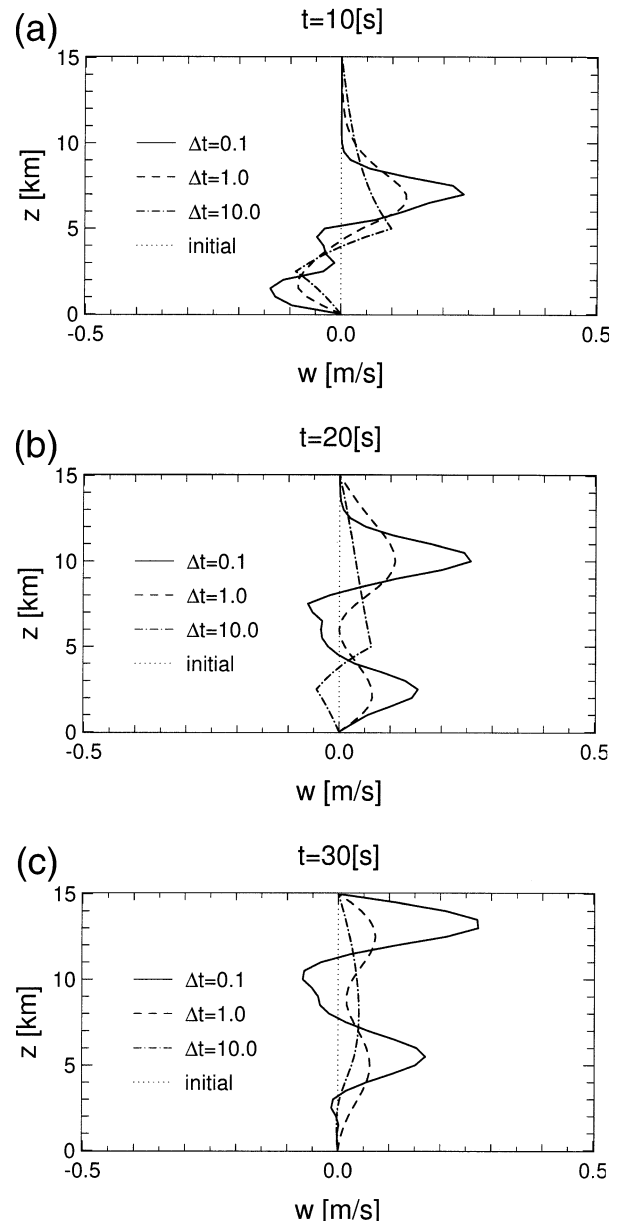 (a)
t=10[s]
15
10
5
0
z [km]
Δt=0.1
Δt=1.0
Δt=10.0
initial
-0.5
0.0
0.5
w [m/s]
(b)
t=20[s]
15
10
5
0
z [km]
Δt=0.1
Δt=1.0
Δt=10.0
initial
-0.5
0.0
0.5
w [m/s]
(c)
t=30[s]
15
10
5
0
z [km]
Δt=0.1
Δt=1.0
Δt=10.0
initial
-0.5
0.0
0.5
w [m/s]